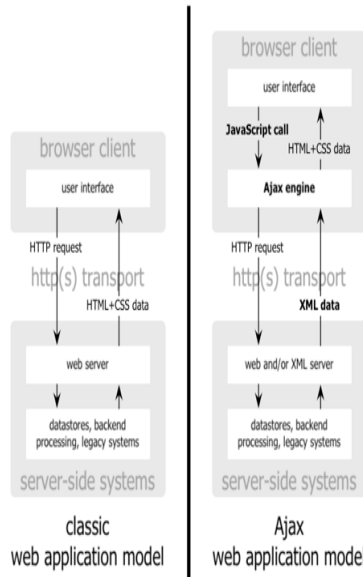 browser client
user interface
HTTP request
http(s) transport
HTML+CSS data
web server
datastores, backend
processing, legacy systems
server-side systems
classic
web application model
browser client
user interface
JavaScript call
HTML+CSS data
Ajax engine
HTTP request
http(s) transport
XML data
web and/or XML server
datastores, backend
processing, legacy systems
server-side systems
Ajax
web application model